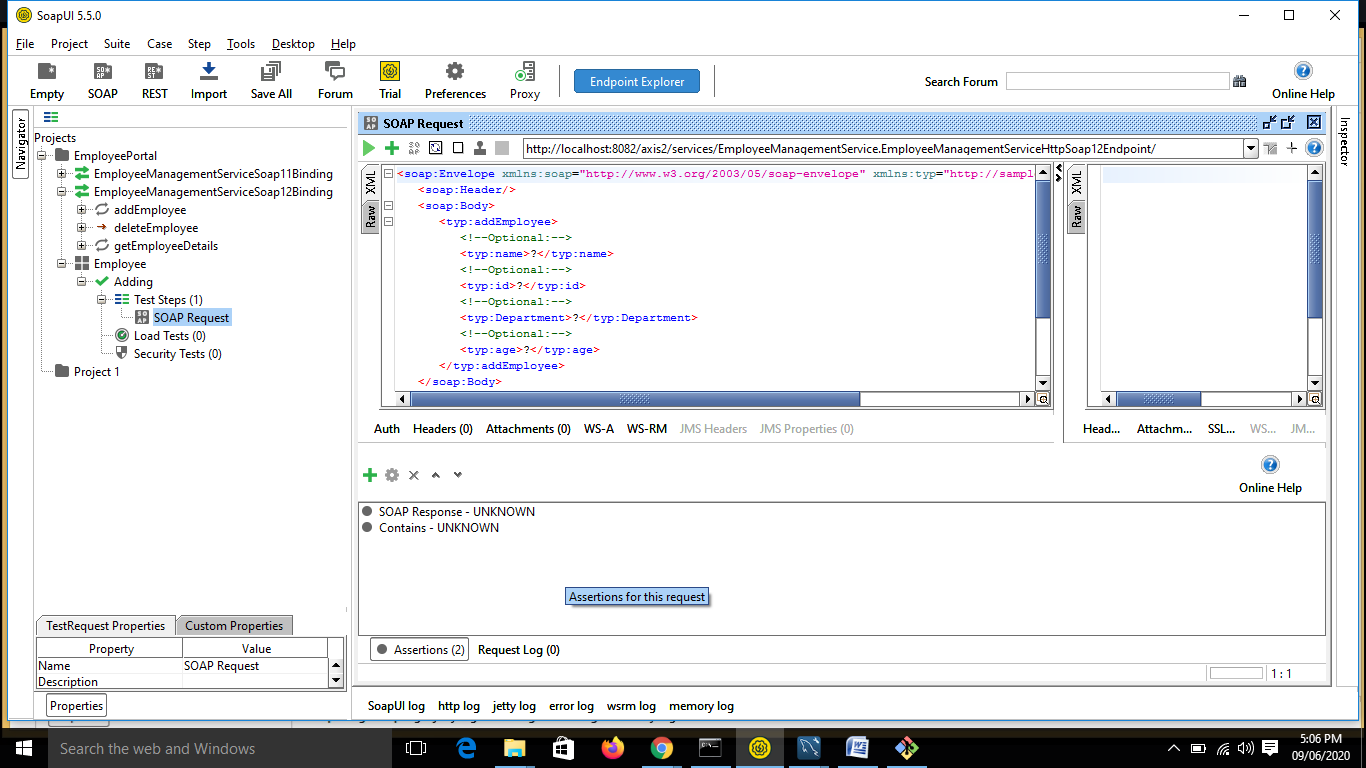 SoapUI 5.5.0
File Project Suite Case Step Tools Desktop Help
Empty SOAP REST Import Save All Forum Trial Preferences Proxy Endpoint Explorer Search Forum Online Help
Navigator
Projects
EmployeePortal
EmployeeManagementServiceSoap11Binding
EmployeeManagementServiceSoap12Binding
addEmployee
deleteEmployee
getEmployeeDetails
Employee
Adding
Test Steps (1)
SOAP Request
Load Tests (0)
Security Tests (0)
Project 1
TestRequest Properties Custom Properties
Property Value
Name SOAP Request
Description
Properties
SOAP Request
http://localhost:8082/axis2/services/EmployeeManagementService.EmployeeManagementServiceHttpSoap12Endpoint/
XML
Raw
<soap:Envelope xmlns:soap="http://www.w3.org/2003/05/soap-envelope" xmlns:typ="http://sampl
<soap:Header/>
<soap:Body>
<typ:addEmployee>
<!--Optional:-->
<typ:name>?</typ:name>
<!--Optional:-->
<typ:id>?</typ:id>
<!--Optional:-->
<typ:Department>?</typ:Department>
<!--Optional:-->
<typ:age>?</typ:age>
</typ:addEmployee>
</soap:Body>
Auth Headers (0) Attachments (0) WS-A WS-RM JMS Headers JMS Properties (0)
XML
Raw
Head... Attachm... SSL... WS... JM...
Inspector
Online Help
SOAP Response - UNKNOWN
Contains - UNKNOWN
Assertions for this request
Assertions (2) Request Log (0)
1 : 1
SoapUI log http log jetty log error log wsrm log memory log
Search the web and Windows
5:06 PM
09/06/2020